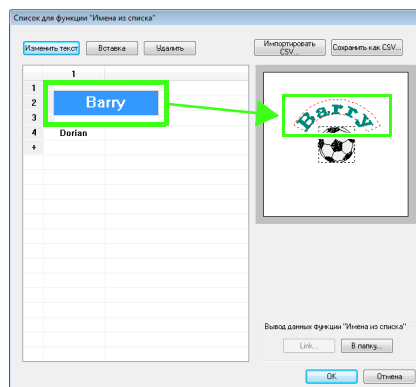 Список для функции "Имена из списка"
Изменить текст Вставка Удалить Импортировать CSV... Сохранить как CSV...
1
1
2 Barry
3
4 Dorian
+
Barry
Вывод данных функции "Имена из списка"
Link... В папку...
OK Отмена